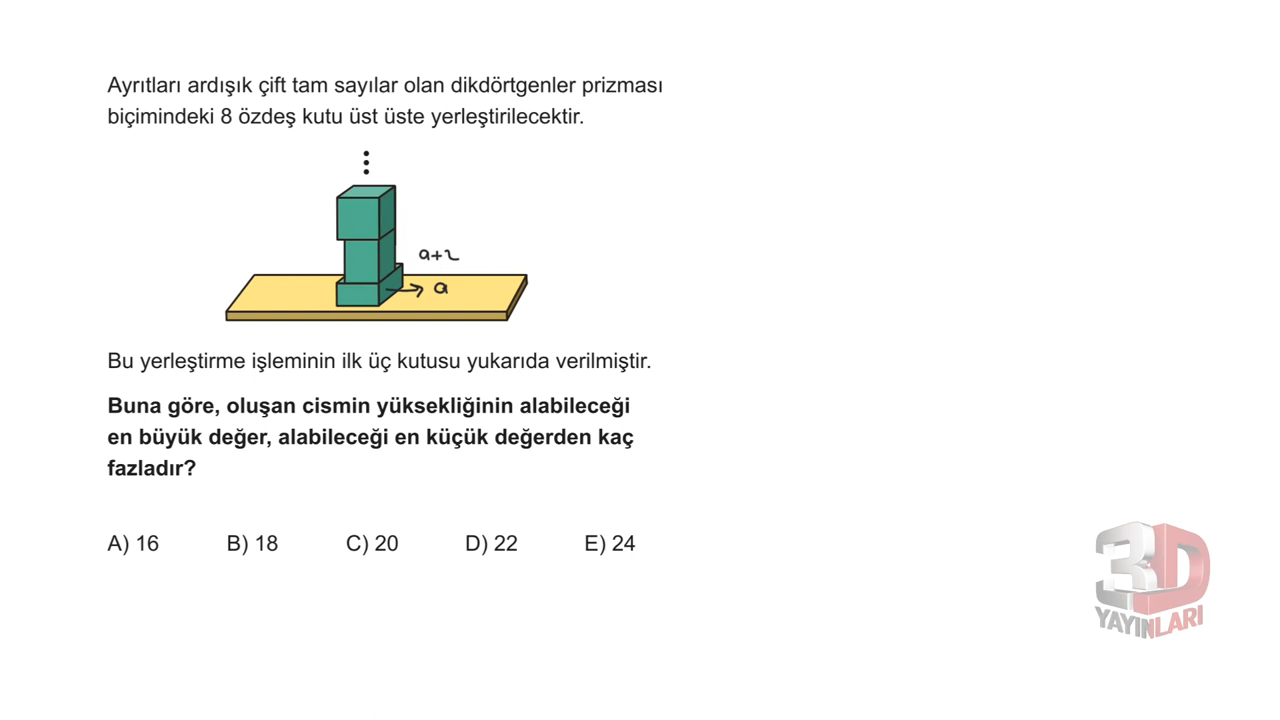 Ayrıtları ardışık çift tam sayılar olan dikdörtgenler prizması
biçimindeki 8 özdeş kutu üst üste yerleştirilecektir.
a+2
a
Bu yerleştirme işleminin ilk üç kutusu yukarıda verilmiştir.
Buna göre, oluşan cismin yüksekliğinin alabileceği
en büyük değer, alabileceği en küçük değerden kaç
fazladır?
A) 16 B) 18 C) 20 D) 22 E) 24
3D
YAYINLARI